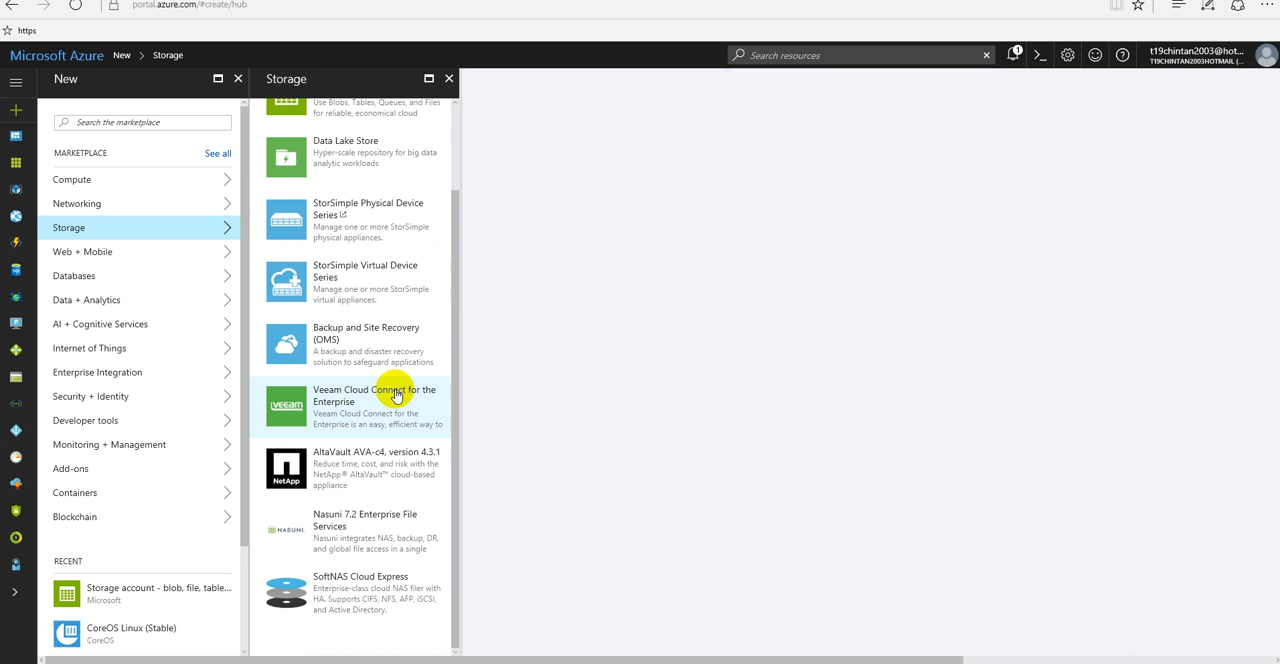 portal.azure.com/#create/hub
https
Microsoft Azure New > Storage
Search resources
1
t19chintan2003@hot...
T19CHINTAN2003HOTMAIL (...
New
Search the marketplace
MARKETPLACE See all
Compute
Networking
Storage
Web + Mobile
Databases
Data + Analytics
AI + Cognitive Services
Internet of Things
Enterprise Integration
Security + Identity
Developer tools
Monitoring + Management
Add-ons
Containers
Blockchain
RECENT
Storage account - blob, file, table...
Microsoft
CoreOS Linux (Stable)
CoreOS
Storage
Use Blobs, Tables, Queues, and Files
for reliable, economical cloud
Data Lake Store
Hyper-scale repository for big data
analytic workloads
StorSimple Physical Device
Series
Manage one or more StorSimple
physical appliances.
StorSimple Virtual Device
Series
Manage one or more StorSimple
virtual appliances.
Backup and Site Recovery
(OMS)
A backup and disaster recovery
solution to safeguard applications
veeam
Veeam Cloud Connect for the
Enterprise
Veeam Cloud Connect for the
Enterprise is an easy, efficient way to
NetApp
AltaVault AVA-c4, version 4.3.1
Reduce time, cost, and risk with the
NetApp® AltaVault™ cloud-based
appliance
NASUNI
Nasuni 7.2 Enterprise File
Services
Nasuni integrates NAS, backup, DR,
and global file access in a single
SoftNAS Cloud Express
Enterprise-class cloud NAS filer with
HA. Supports CIFS, NFS, AFP, iSCSI,
and Active Directory.